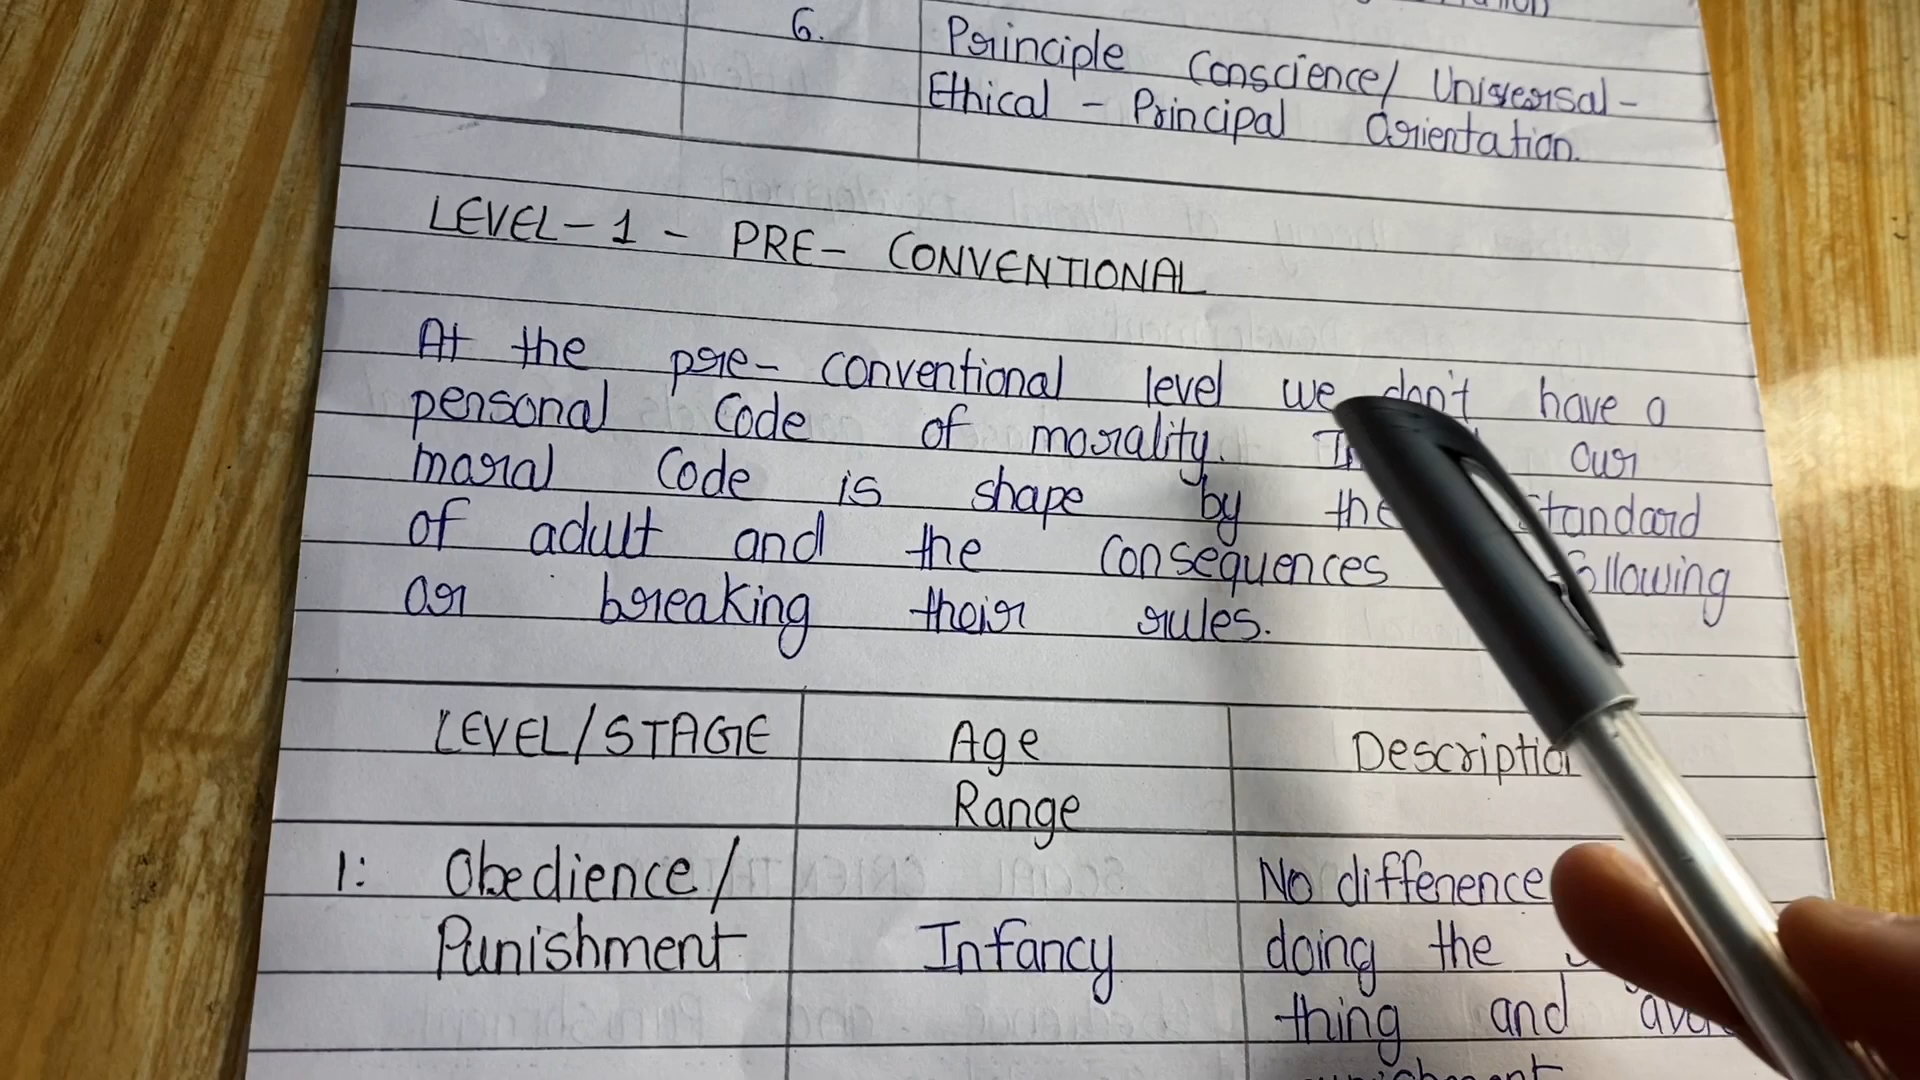 6. Principle Conscience/ Universal-
Ethical - Principal Orientation.
LEVEL-1 - PRE- CONVENTIONAL
At the pre- conventional level we don't have a
personal code of morality. our
moral code is shape by the standard
of adult and the consequences following
or breaking their rules.
LEVEL/STAGE Age Description
Range
1: Obedience/ No difference
Punishment Infancy doing the
thing and